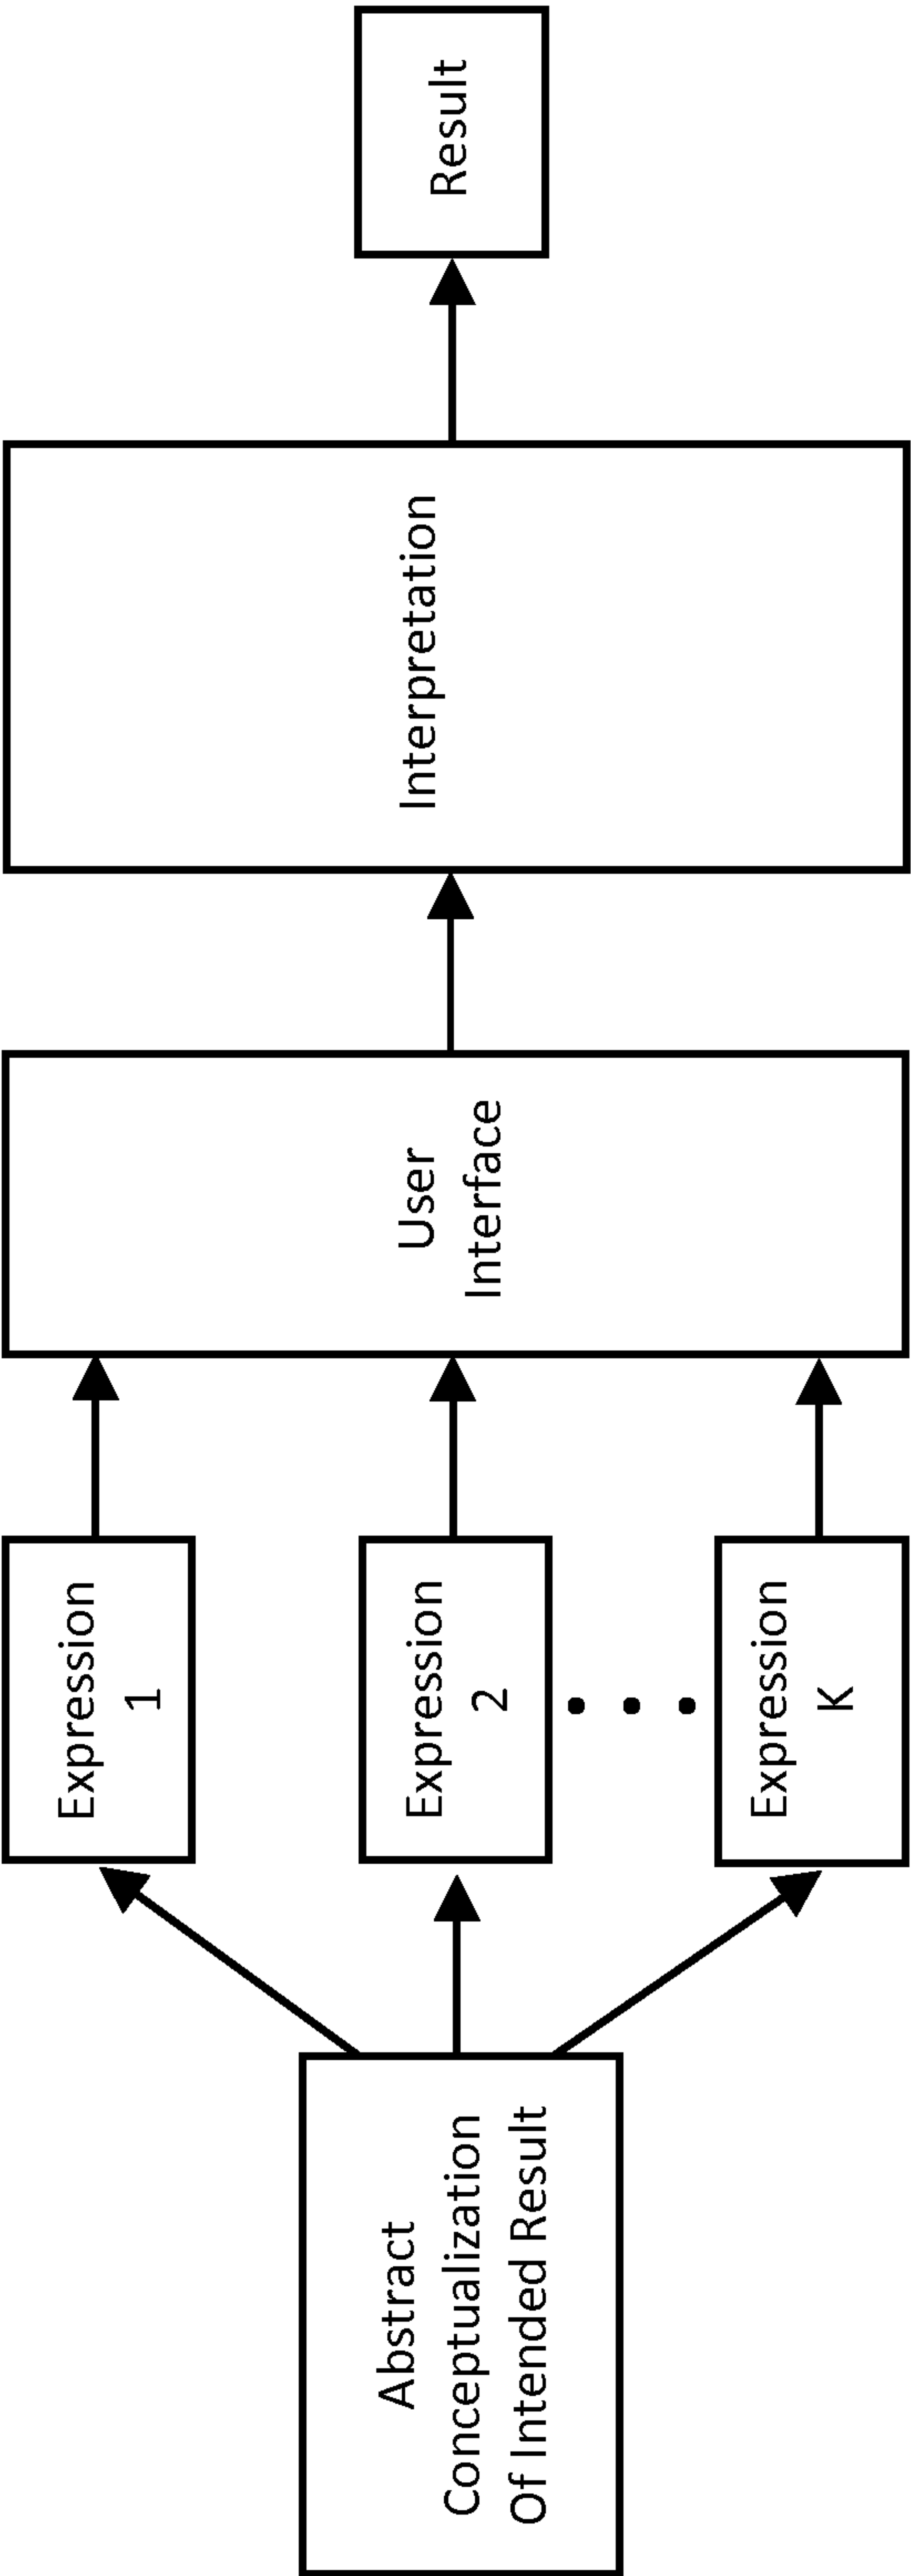 Abstract
Conceptualization
Of Intended Result
Expression
1
Expression
2
Expression
K
User
Interface
Interpretation
Result